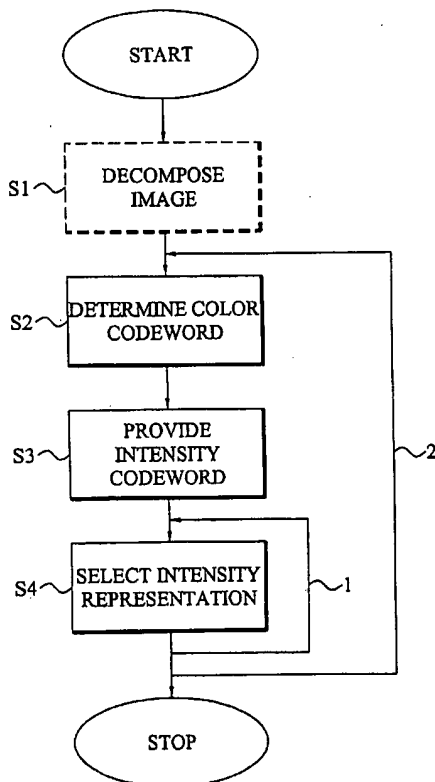 START
S1
DECOMPOSE
IMAGE
S2
DETERMINE COLOR
CODEWORD
S3
PROVIDE
INTENSITY
CODEWORD
2
S4
SELECT INTENSITY
REPRESENTATION
1
STOP